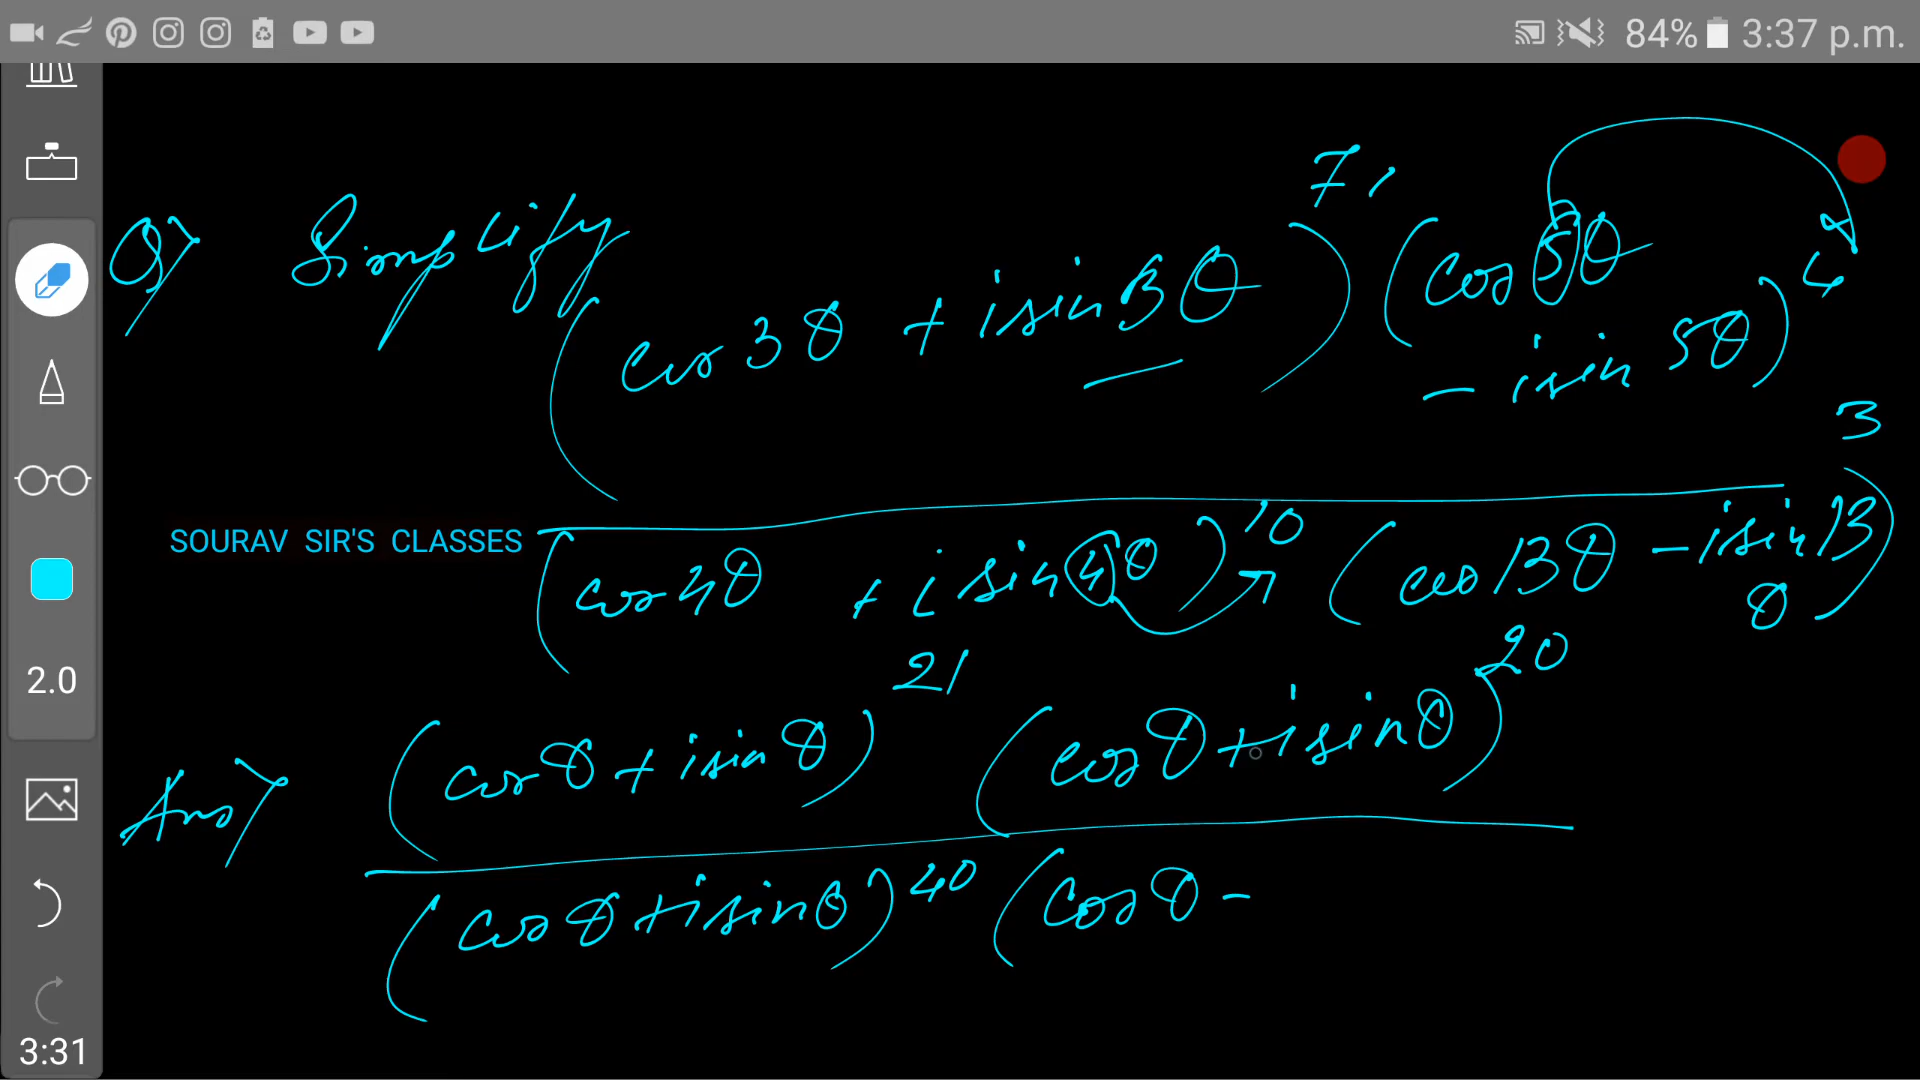 84% 3:37 p.m.
Q) Simplify
(cos 3θ + i sin 3θ)^7 (cos 5θ
- i sin 5θ)^4
SOURAV SIR'S CLASSES
(cos 4θ + i sin 4θ)^10 (cos 13θ - i sin 13
θ)^3
2.0
Ans) (cos θ + i sin θ)^21 (cos θ + i sin θ)^20
(cos θ + i sin θ)^40 (cos θ -
3:31